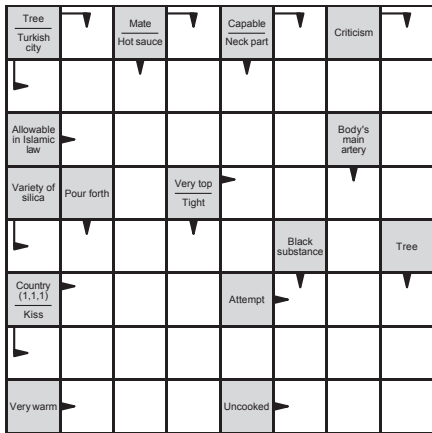 Tree
Turkish
city
Mate
Hot sauce
Capable
Neck part
Criticism
Allowable
in Islamic
law
Body's
main
artery
Variety of
silica
Pour forth
Very top
Tight
Black
substance
Tree
Country
(1,1,1)
Kiss
Attempt
Very warm
Uncooked